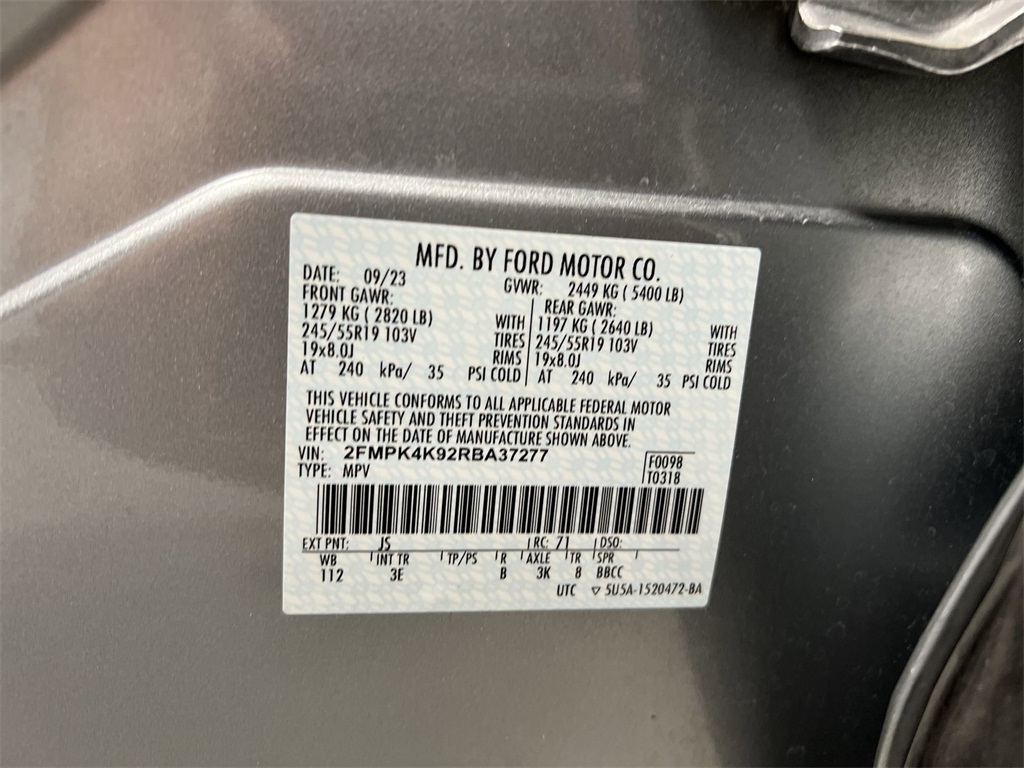 MFD. BY FORD MOTOR CO.
DATE: 09/23 GVWR: 2449 KG ( 5400 LB)
FRONT GAWR: REAR GAWR:
1279 KG ( 2820 LB) WITH 1197 KG ( 2640 LB) WITH
245/55R19 103V TIRES 245/55R19 103V TIRES
19x8.0J RIMS 19x8.0J RIMS
AT 240 kPa/ 35 PSI COLD AT 240 kPa/ 35 PSI COLD
THIS VEHICLE CONFORMS TO ALL APPLICABLE FEDERAL MOTOR
VEHICLE SAFETY AND THEFT PREVENTION STANDARDS IN
EFFECT ON THE DATE OF MANUFACTURE SHOWN ABOVE.
VIN: 2FMPK4K92RBA37277 F0098
TYPE: MPV T0318
EXT PNT: JS RC: 71 DSO:
WB INT TR TP/PS R AXLE TR SPR
112 3E B 3K 8 BBCC
UTC ▽ 5U5A-1520472-BA